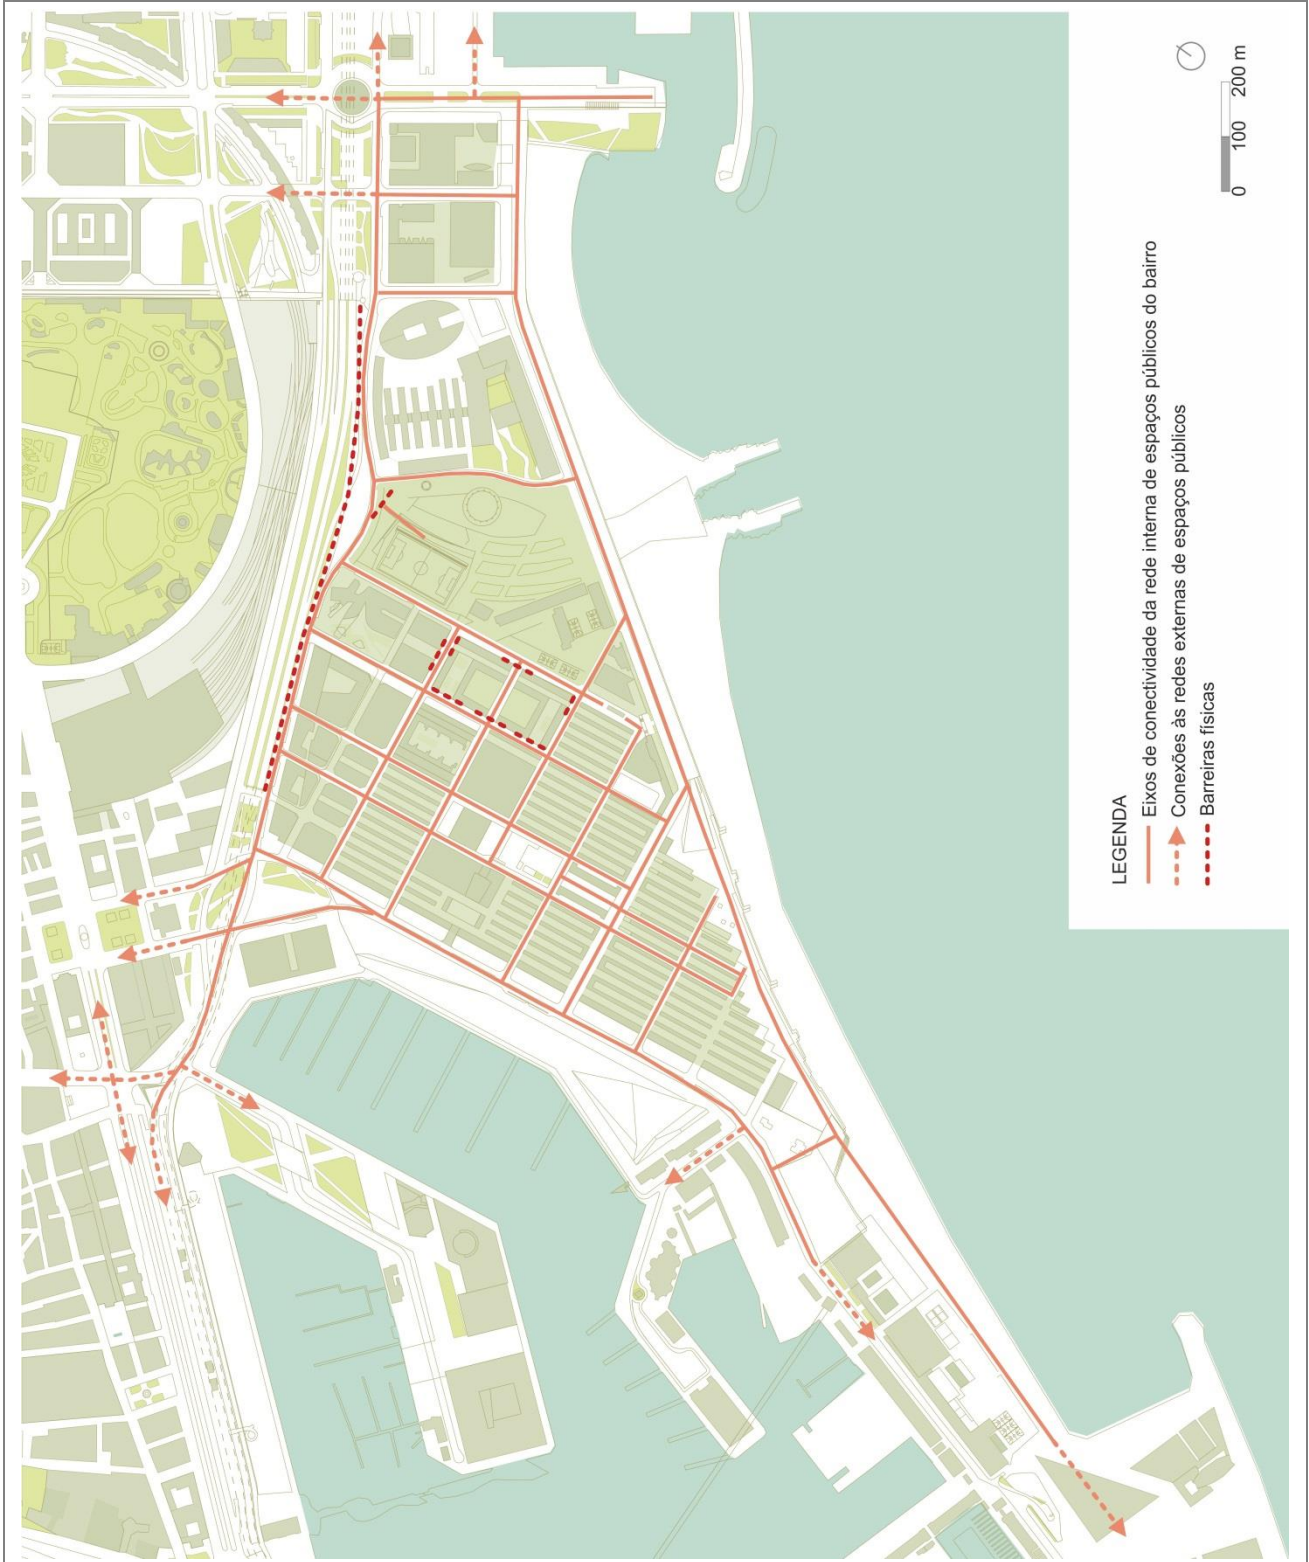 LEGENDA
Eixos de conectividade da rede interna de espaços públicos do bairro
Conexões às redes externas de espaços públicos
Barreiras físicas
0 100 200 m